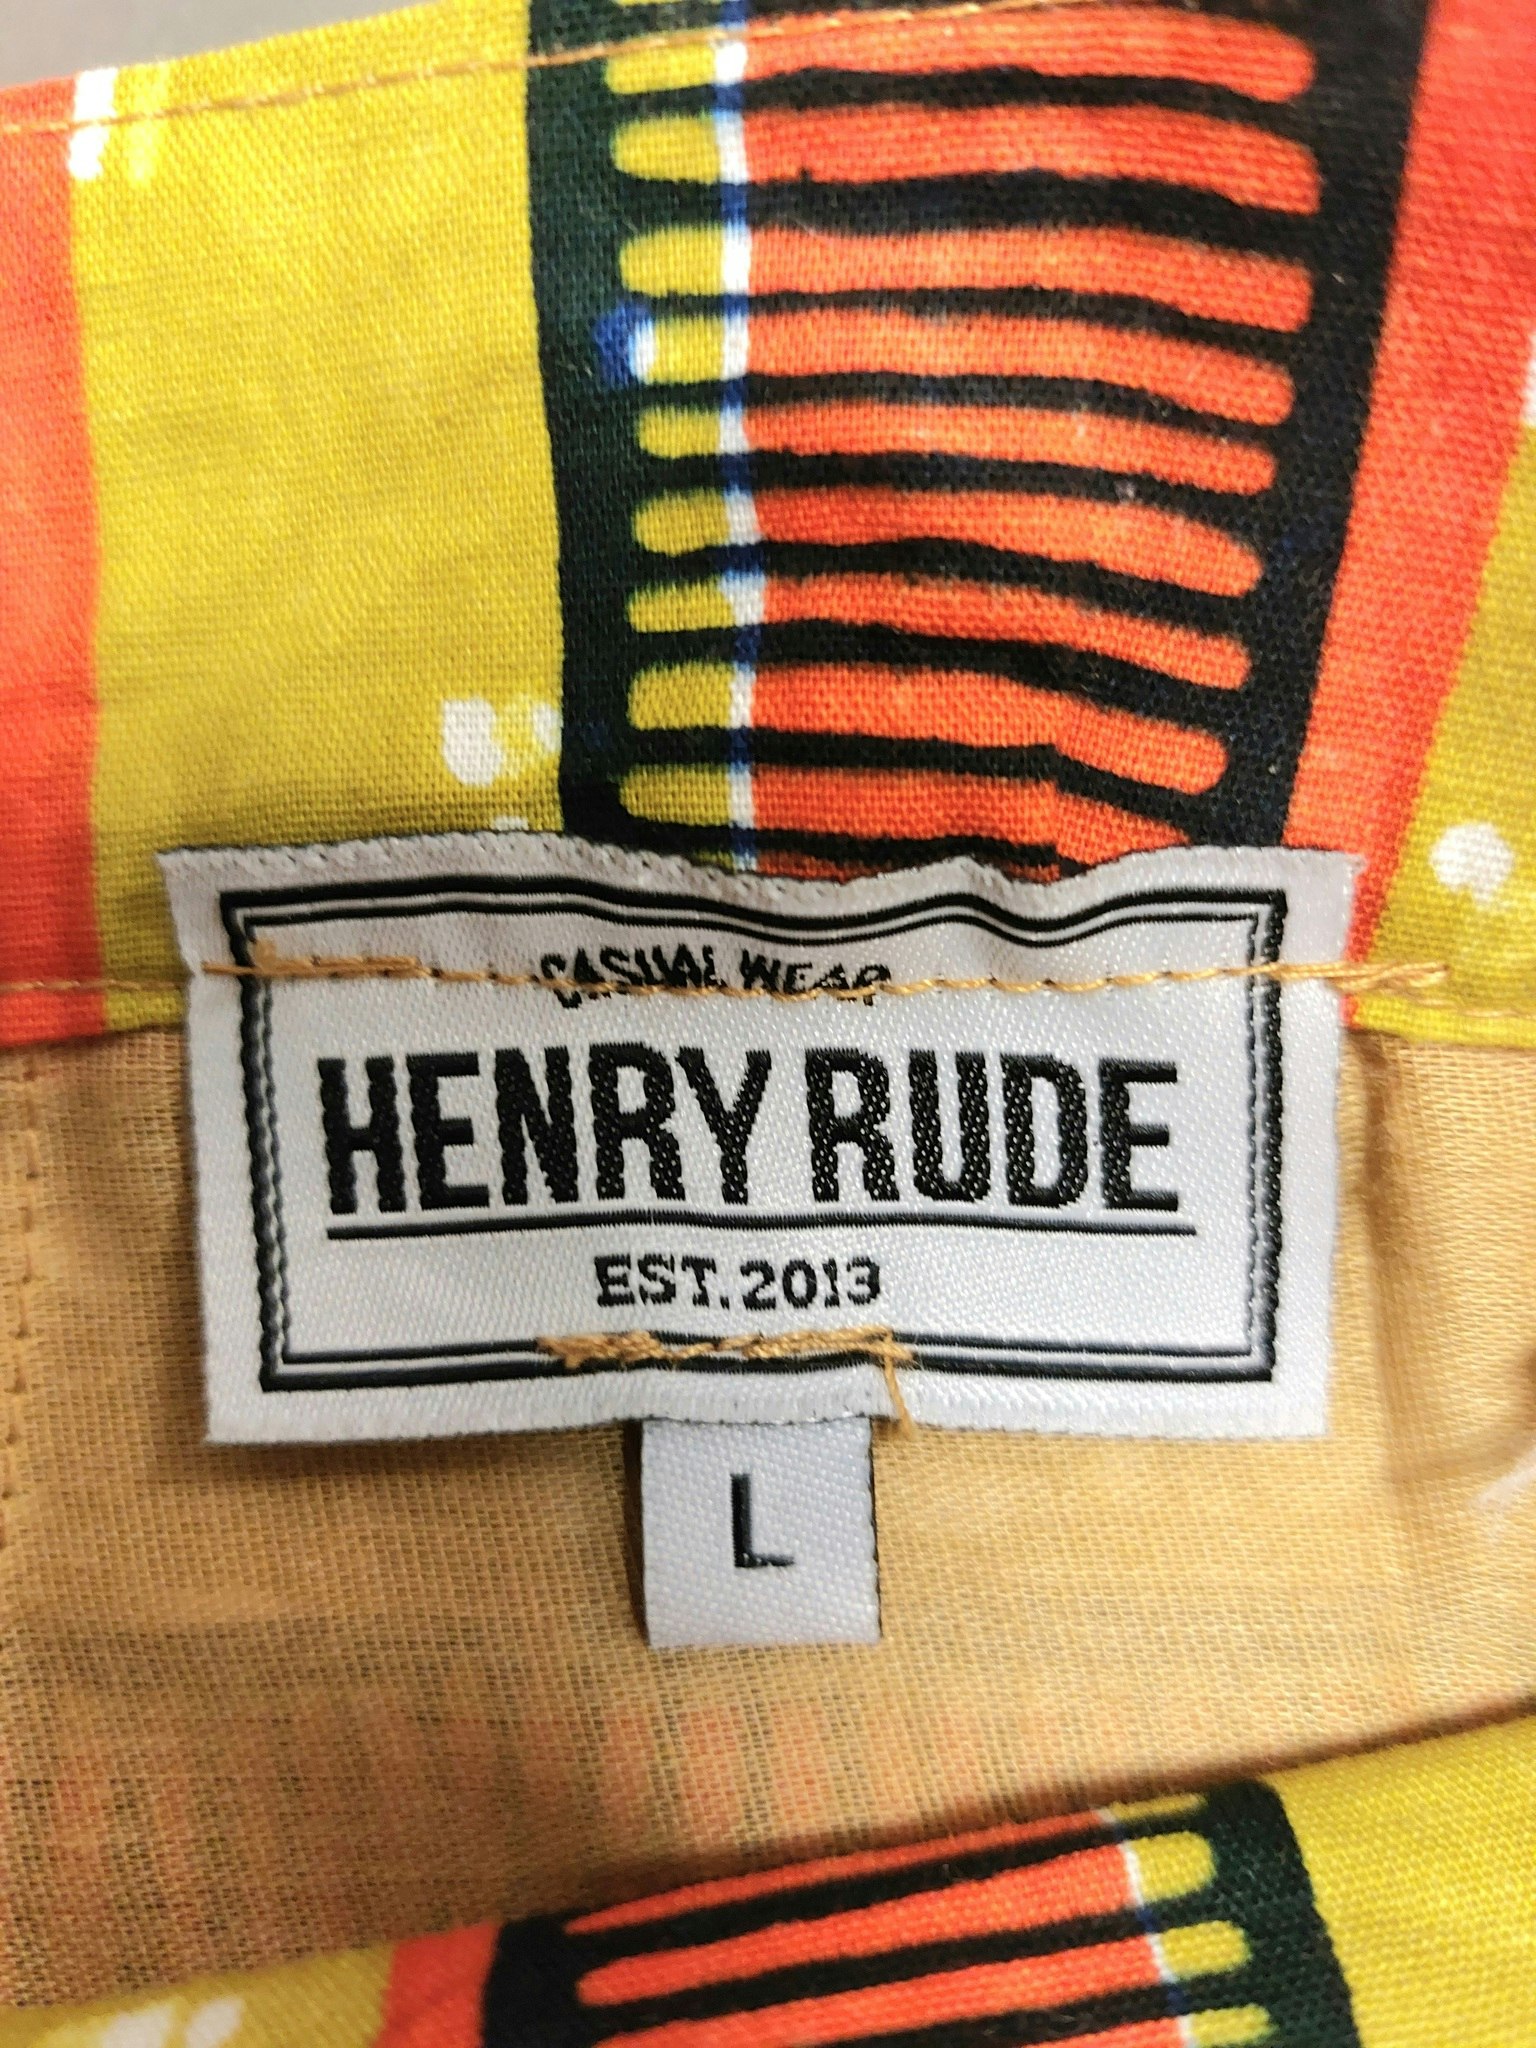 CASUAL WEAR
HENRY RUDE
EST. 2013
L